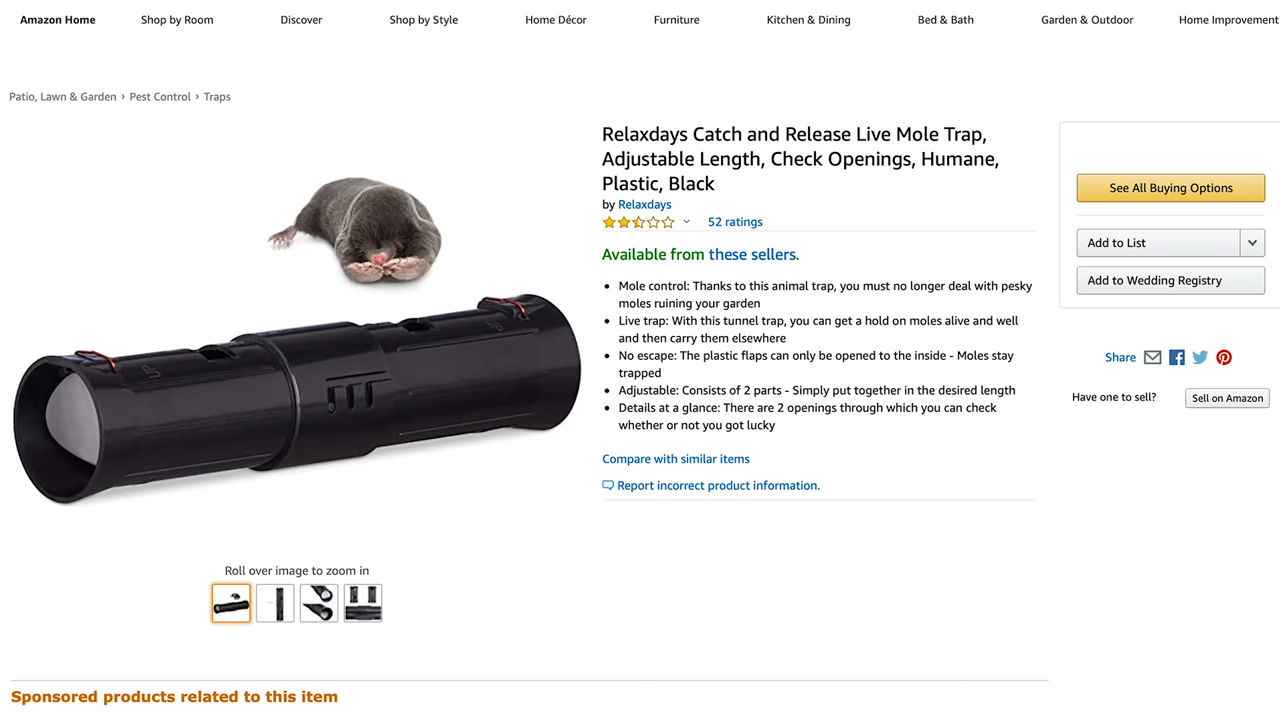 Amazon Home Shop by Room Discover Shop by Style Home Décor Furniture Kitchen & Dining Bed & Bath Garden & Outdoor Home Improvement
Patio, Lawn & Garden › Pest Control › Traps
Relaxdays Catch and Release Live Mole Trap,
Adjustable Length, Check Openings, Humane,
Plastic, Black
by Relaxdays
52 ratings
Available from these sellers.
• Mole control: Thanks to this animal trap, you must no longer deal with pesky
moles ruining your garden
• Live trap: With this tunnel trap, you can get a hold on moles alive and well
and then carry them elsewhere
• No escape: The plastic flaps can only be opened to the inside - Moles stay
trapped
• Adjustable: Consists of 2 parts - Simply put together in the desired length
• Details at a glance: There are 2 openings through which you can check
whether or not you got lucky
Compare with similar items
Report incorrect product information.
See All Buying Options
Add to List
Add to Wedding Registry
Share
Have one to sell? Sell on Amazon
UP
UP
Roll over image to zoom in
Sponsored products related to this item